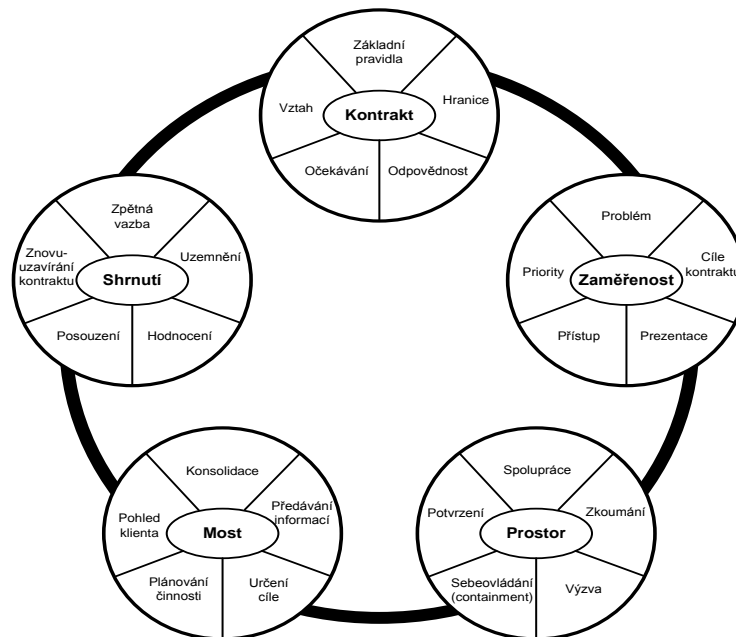 Základní
pravidla
Vztah
Hranice
Kontrakt
Očekávání
Odpovědnost
Zpětná
vazba
Znovu-
uzavírání
kontraktu
Uzemnění
Shrnutí
Posouzení
Hodnocení
Problém
Priority
Cíle
kontraktu
Zaměřenost
Přístup
Prezentace
Konsolidace
Pohled
klienta
Předávání
informací
Most
Plánování
činnosti
Určení
cíle
Spolupráce
Potvrzení
Zkoumání
Prostor
Sebeovládání
(containment)
Výzva